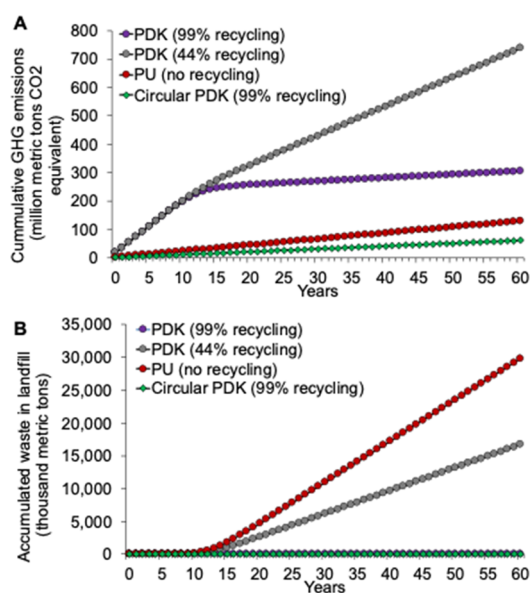 A
Cummulative GHG emissions
(million metric tons CO2
equivalent)
800
700
600
500
400
300
200
100
0
PDK (99% recycling)
PDK (44% recycling)
PU (no recycling)
Circular PDK (99% recycling)
0 5 10 15 20 25 30 35 40 45 50 55 60
Years
B
Accumulated waste in landfill
(thousand metric tons)
35,000
30,000
25,000
20,000
15,000
10,000
5,000
0
PDK (99% recycling)
PDK (44% recycling)
PU (no recycling)
Circular PDK (99% recycling)
0 5 10 15 20 25 30 35 40 45 50 55 60
Years